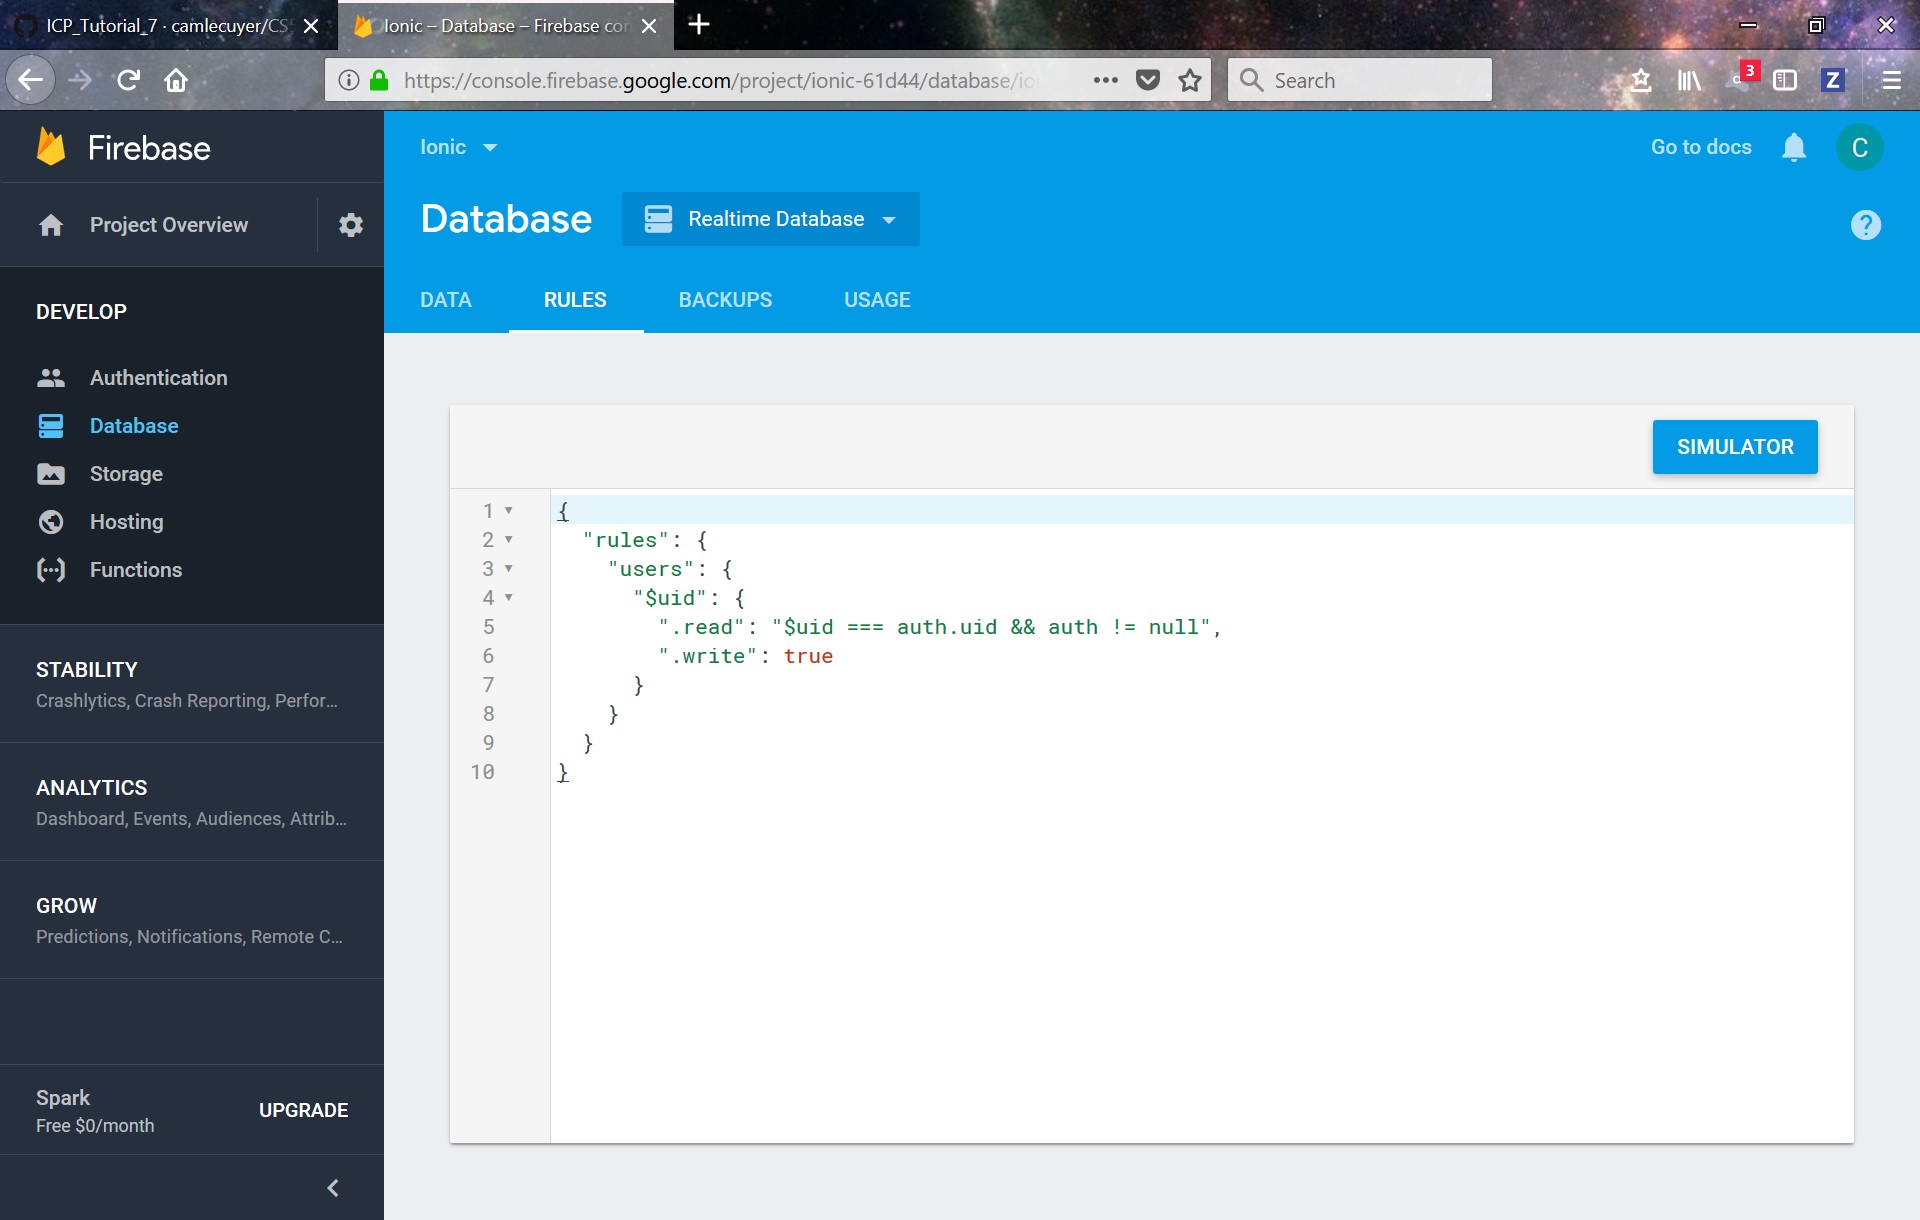 ICP_Tutorial_7 · camlecuyer/CS
Ionic – Database – Firebase con
https://console.firebase.google.com/project/ionic-61d44/database/io
Search
3
Z
Firebase
Ionic
Go to docs
C
Project Overview
Database
Realtime Database
?
DATA
RULES
BACKUPS
USAGE
DEVELOP
Authentication
Database
Storage
Hosting
Functions
STABILITY
Crashlytics, Crash Reporting, Perfor...
ANALYTICS
Dashboard, Events, Audiences, Attrib...
GROW
Predictions, Notifications, Remote C...
Spark
Free $0/month
UPGRADE
SIMULATOR
1 {
2   "rules": {
3     "users": {
4       "$uid": {
5         ".read": "$uid === auth.uid && auth != null",
6         ".write": true
7       }
8     }
9   }
10 }